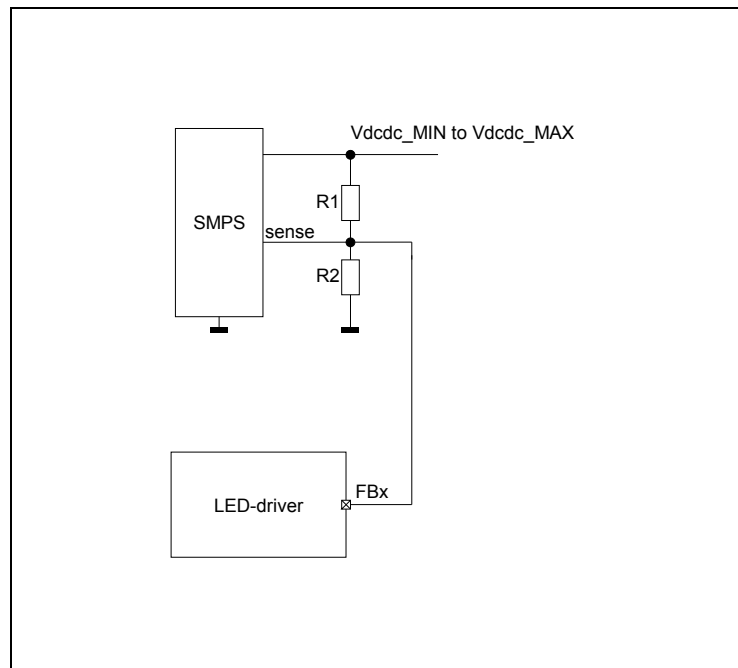 Vdcdc_MIN to Vdcdc_MAX
R1
SMPS
sense
R2
FBx
LED-driver